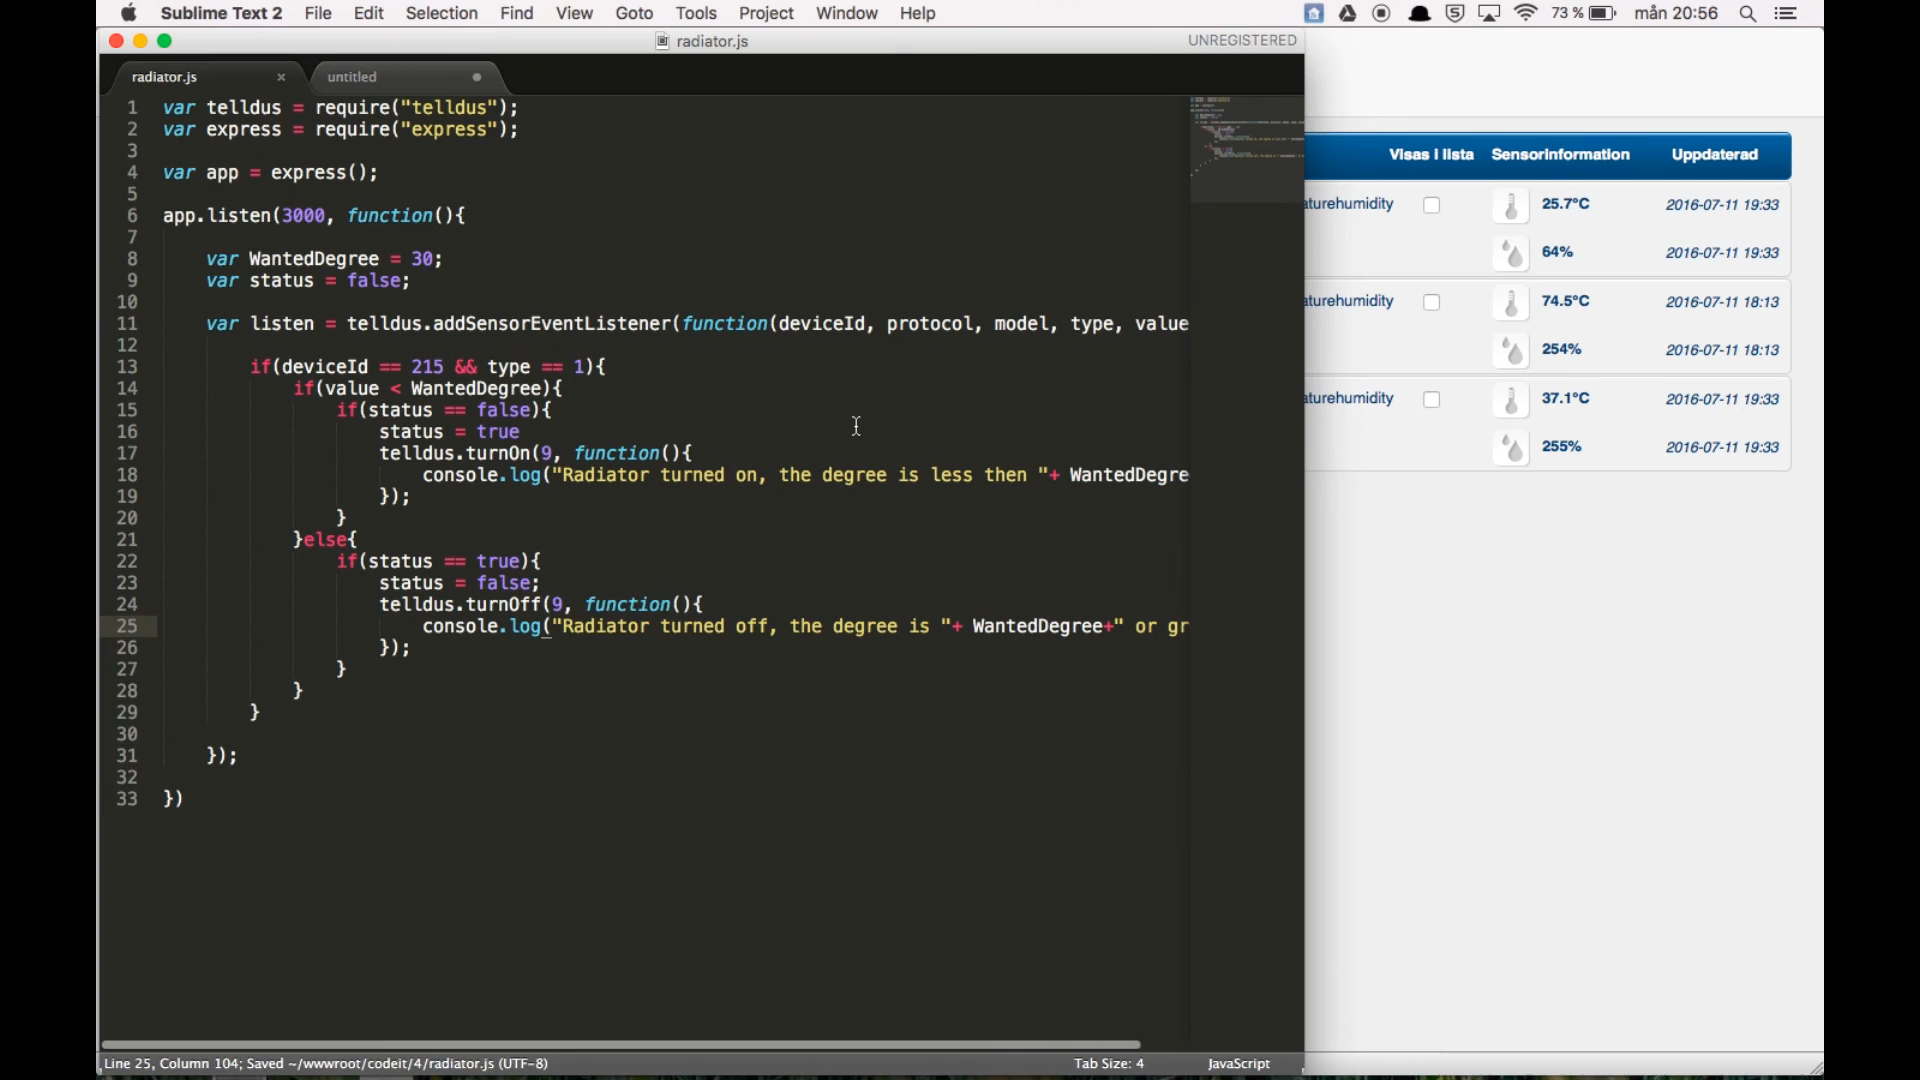 Sublime Text 2 File Edit Selection Find View Goto Tools Project Window Help 73 % mån 20:56
radiator.js UNREGISTERED
radiator.js × untitled
1 var telldus = require("telldus");
2 var express = require("express");
3
4 var app = express();
5
6 app.listen(3000, function(){
7
8 var WantedDegree = 30;
9 var status = false;
10
11 var listen = telldus.addSensorEventListener(function(deviceId, protocol, model, type, value
12
13 if(deviceId == 215 && type == 1){
14 if(value < WantedDegree){
15 if(status == false){
16 status = true
17 telldus.turnOn(9, function(){
18 console.log("Radiator turned on, the degree is less then "+ WantedDegre
19 });
20 }
21 }else{
22 if(status == true){
23 status = false;
24 telldus.turnOff(9, function(){
25 console.log("Radiator turned off, the degree is "+ WantedDegree+" or gr
26 });
27 }
28 }
29 }
30
31 });
32
33 })
Line 25, Column 104; Saved ~/wwwroot/codeit/4/radiator.js (UTF-8) Tab Size: 4 JavaScript
Visas i lista Sensorinformation Uppdaterad
aturehumidity 25.7°C 2016-07-11 19:33
64% 2016-07-11 19:33
aturehumidity 74.5°C 2016-07-11 18:13
254% 2016-07-11 18:13
aturehumidity 37.1°C 2016-07-11 19:33
255% 2016-07-11 19:33